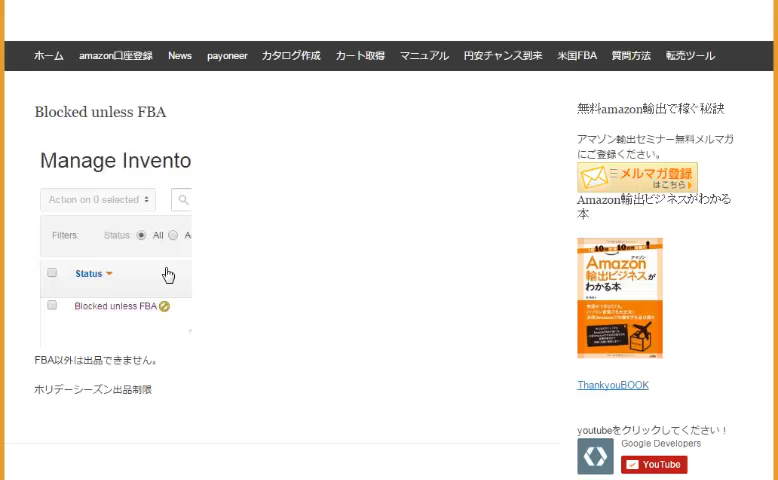 ホーム amazon口座登録 News payoneer カタログ作成 カート取得 マニュアル 円安チャンス到来 米国FBA 質問方法 転売ツール
Blocked unless FBA
Manage Invento
Action on 0 selected
Filters: Status: All A
Status
Blocked unless FBA
FBA以外は出品できません。
ホリデーシーズン出品制限
無料amazon輸出で稼ぐ秘訣
アマゾン輸出セミナー無料メルマガ
にご登録ください。
メルマガ登録
はこちら
Amazon輸出ビジネスがわかる
本
アマゾン
Amazon
輸出ビジネスが
わかる本
ThankyouBOOK
youtubeをクリックしてください！
Google Developers
YouTube